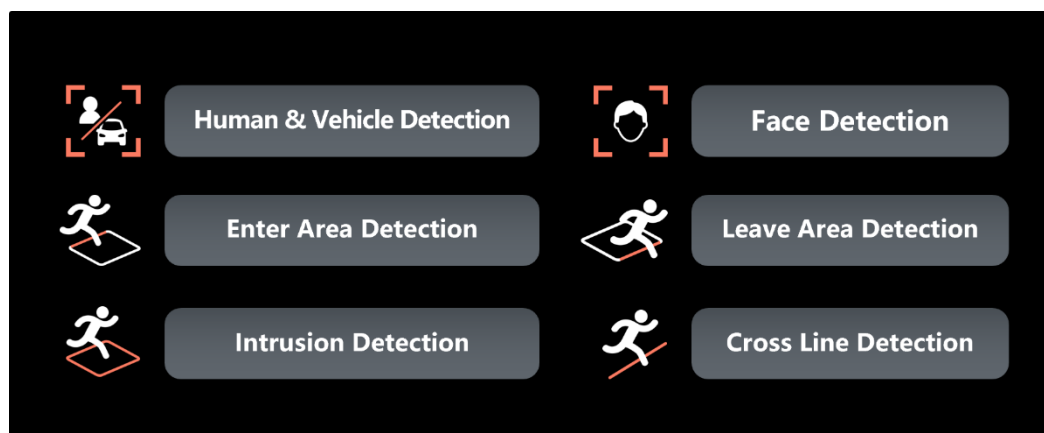 Human & Vehicle Detection
Face Detection
Enter Area Detection
Leave Area Detection
Intrusion Detection
Cross Line Detection